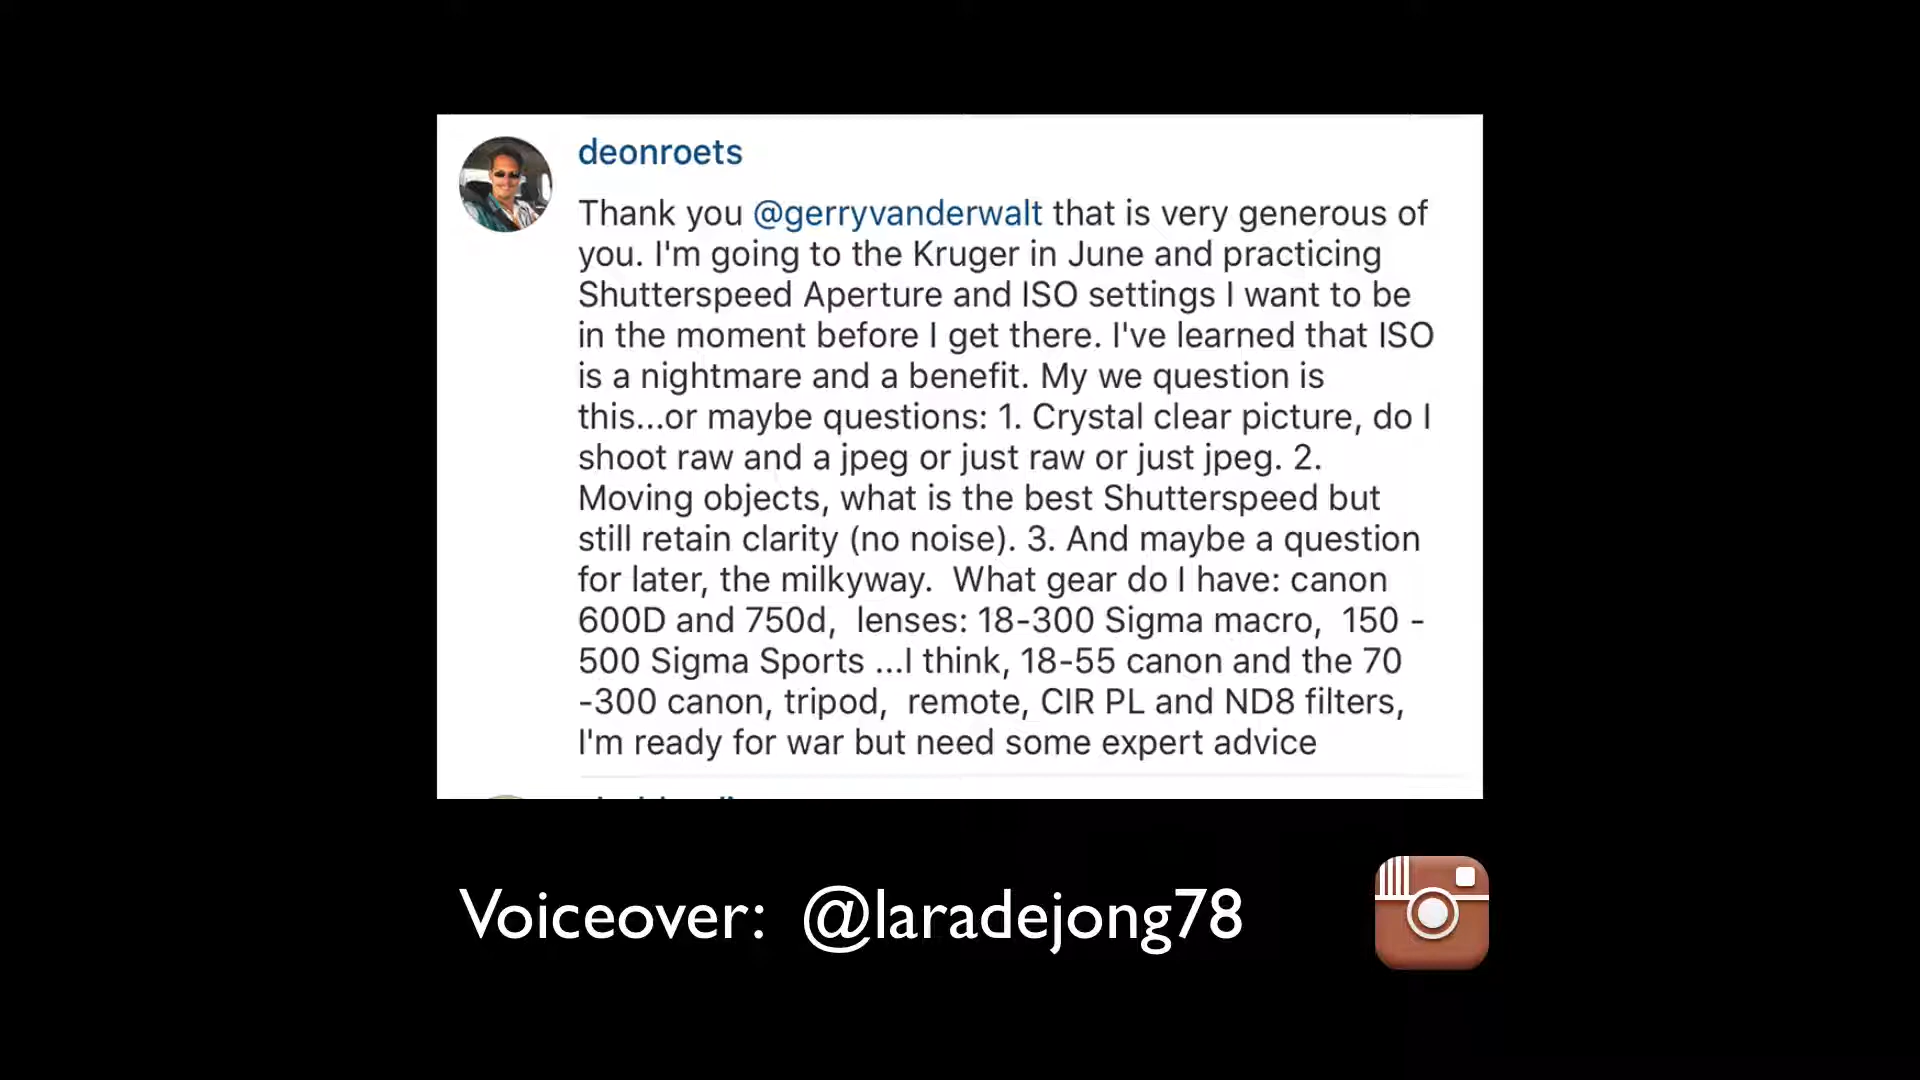 deonroets
Thank you @gerryvanderwalt that is very generous of
you. I'm going to the Kruger in June and practicing
Shutterspeed Aperture and ISO settings I want to be
in the moment before I get there. I've learned that ISO
is a nightmare and a benefit. My we question is
this...or maybe questions: 1. Crystal clear picture, do I
shoot raw and a jpeg or just raw or just jpeg. 2.
Moving objects, what is the best Shutterspeed but
still retain clarity (no noise). 3. And maybe a question
for later, the milkyway.  What gear do I have: canon
600D and 750d,  lenses: 18-300 Sigma macro,  150 -
500 Sigma Sports ...I think, 18-55 canon and the 70
-300 canon, tripod,  remote, CIR PL and ND8 filters,
I'm ready for war but need some expert advice
Voiceover:  @laradejong78